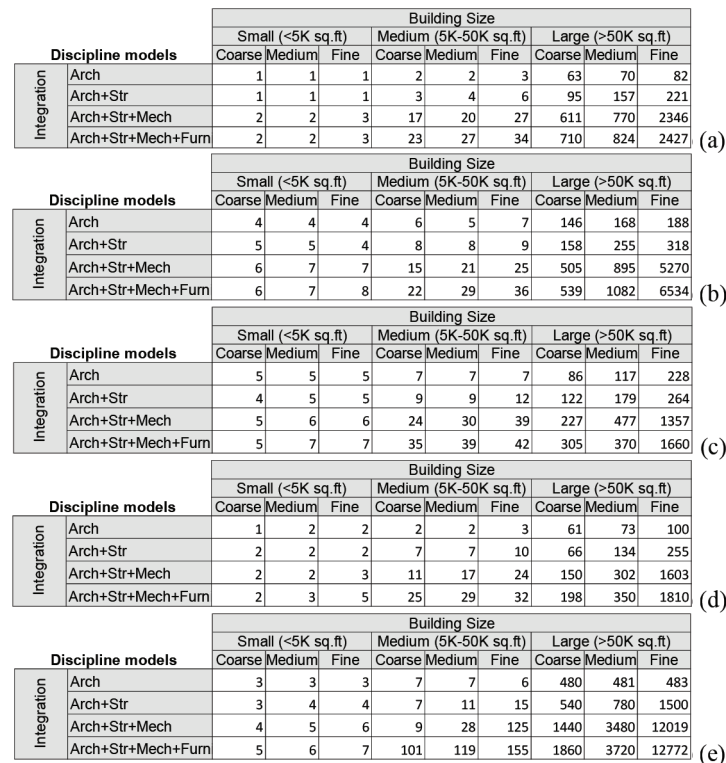 Building Size
Small (<5K sq.ft) Medium (5K-50K sq.ft) Large (>50K sq.ft)
Discipline models Coarse Medium Fine Coarse Medium Fine Coarse Medium Fine
Integration
Arch 1 1 1 2 2 3 63 70 82
Arch+Str 1 1 1 3 4 6 95 157 221
Arch+Str+Mech 2 2 3 17 20 27 611 770 2346
Arch+Str+Mech+Furn 2 2 3 23 27 34 710 824 2427 (a)
Building Size
Small (<5K sq.ft) Medium (5K-50K sq.ft) Large (>50K sq.ft)
Discipline models Coarse Medium Fine Coarse Medium Fine Coarse Medium Fine
Integration
Arch 4 4 4 6 5 7 146 168 188
Arch+Str 5 5 4 8 8 9 158 255 318
Arch+Str+Mech 6 7 7 15 21 25 505 895 5270
Arch+Str+Mech+Furn 6 7 8 22 29 36 539 1082 6534 (b)
Building Size
Small (<5K sq.ft) Medium (5K-50K sq.ft) Large (>50K sq.ft)
Discipline models Coarse Medium Fine Coarse Medium Fine Coarse Medium Fine
Integration
Arch 5 5 5 7 7 7 86 117 228
Arch+Str 4 5 5 9 9 12 122 179 264
Arch+Str+Mech 5 6 6 24 30 39 227 477 1357
Arch+Str+Mech+Furn 5 7 7 35 39 42 305 370 1660 (c)
Building Size
Small (<5K sq.ft) Medium (5K-50K sq.ft) Large (>50K sq.ft)
Discipline models Coarse Medium Fine Coarse Medium Fine Coarse Medium Fine
Integration
Arch 1 2 2 2 2 3 61 73 100
Arch+Str 2 2 2 7 7 10 66 134 255
Arch+Str+Mech 2 2 3 11 17 24 150 302 1603
Arch+Str+Mech+Furn 2 3 5 25 29 32 198 350 1810 (d)
Building Size
Small (<5K sq.ft) Medium (5K-50K sq.ft) Large (>50K sq.ft)
Discipline models Coarse Medium Fine Coarse Medium Fine Coarse Medium Fine
Integration
Arch 3 3 3 7 7 6 480 481 483
Arch+Str 3 4 4 7 11 15 540 780 1500
Arch+Str+Mech 4 5 6 9 28 125 1440 3480 12019
Arch+Str+Mech+Furn 5 6 7 101 119 155 1860 3720 12772 (e)